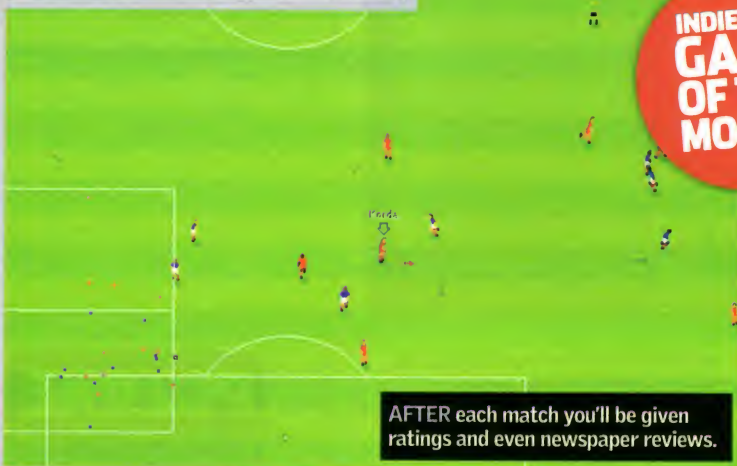 INDIE
GA
OF T
MO
AFTER each match you'll be given
ratings and even newspaper reviews.